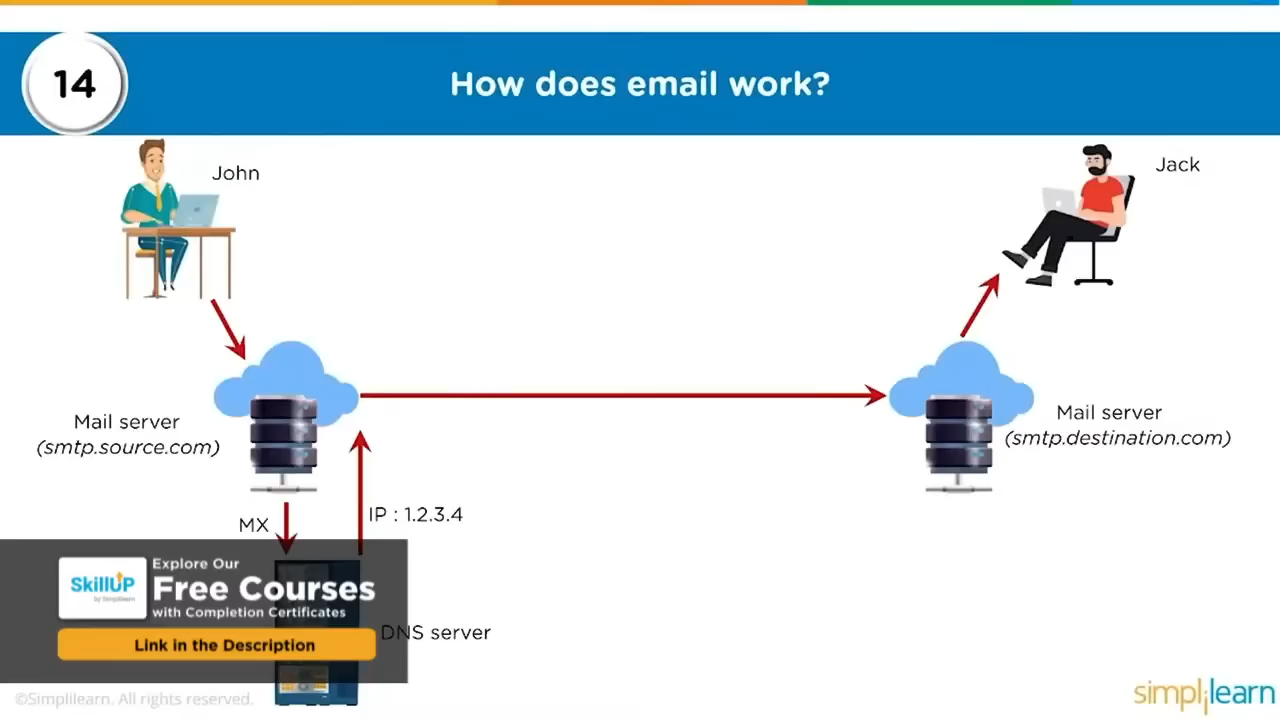 14
How does email work?
John
Jack
Mail server
(smtp.source.com)
Mail server
(smtp.destination.com)
MX
IP : 1.2.3.4
SkillUP
by Simplilearn
Explore Our
Free Courses
with Completion Certificates
Link in the Description
DNS server
©Simplilearn. All rights reserved.
simplilearn